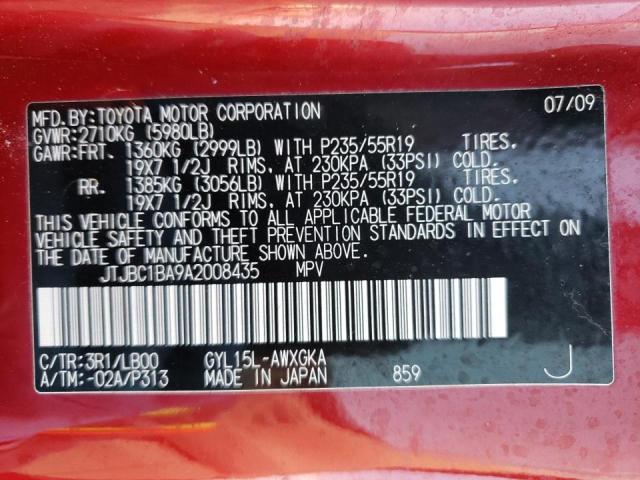 MFD.BY:TOYOTA MOTOR CORPORATION 07/09
GVWR:2710KG (5980LB)
GAWR:FRT. 1360KG (2999LB) WITH P235/55R19 TIRES.
19X7 1/2J RIMS, AT 230KPA (33PSI) COLD.
RR. 1385KG (3056LB) WITH P235/55R19 TIRES,
19X7 1/2J RIMS, AT 230KPA (33PSI) COLD.
THIS VEHICLE CONFORMS TO ALL APPLICABLE FEDERAL MOTOR
VEHICLE SAFETY AND THEFT PREVENTION STANDARDS IN EFFECT ON
THE DATE OF MANUFACTURE SHOWN ABOVE.
JTJBC1BA9A2008435 MPV
C/TR:3R1/LB00 GYL15L-AWXGKA J
A/TM:-02A/P313 MADE IN JAPAN 859